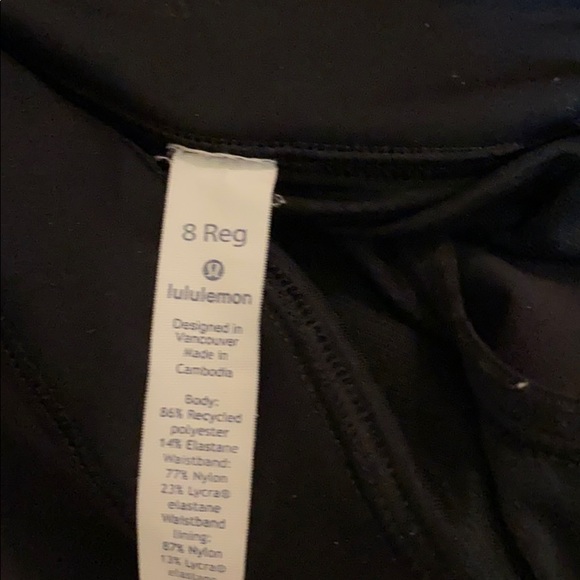 8 Reg
lululemon
Designed in
Vancouver
Made in
Cambodia
Body:
86% Recycled
polyester
14% Elastane
Waistband:
77% Nylon
23% Lycra®
elastane
Waistband
lining:
87% Nylon
13% Lycra®
elastane